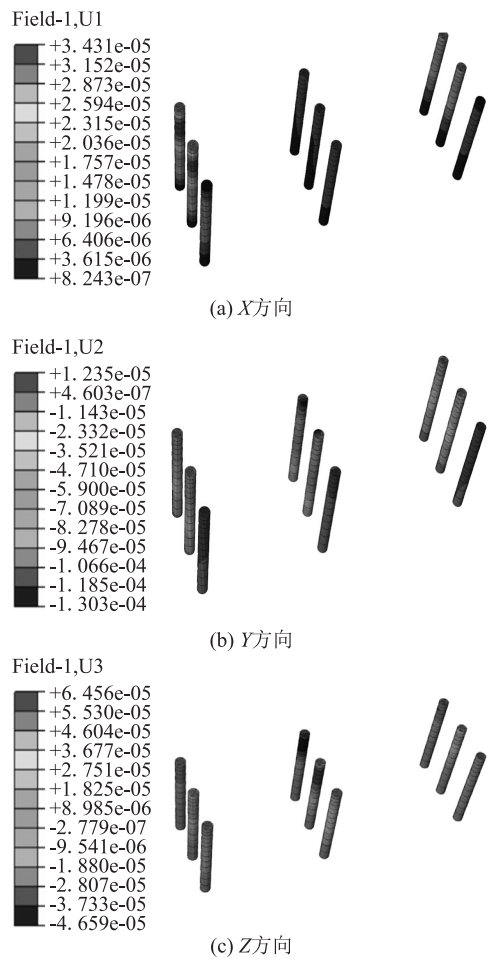 Field-1,U1
+3. 431e-05
+3. 152e-05
+2. 873e-05
+2. 594e-05
+2. 315e-05
+2. 036e-05
+1. 757e-05
+1. 478e-05
+1. 199e-05
+9. 196e-06
+6. 406e-06
+3. 615e-06
+8. 243e-07
(a) X方向
Field-1,U2
+1. 235e-05
+4. 603e-07
-1. 143e-05
-2. 332e-05
-3. 521e-05
-4. 710e-05
-5. 900e-05
-7. 089e-05
-8. 278e-05
-9. 467e-05
-1. 066e-04
-1. 185e-04
-1. 303e-04
(b) Y方向
Field-1,U3
+6. 456e-05
+5. 530e-05
+4. 604e-05
+3. 677e-05
+2. 751e-05
+1. 825e-05
+8. 985e-06
-2. 779e-07
-9. 541e-06
-1. 880e-05
-2. 807e-05
-3. 733e-05
-4. 659e-05
(c) Z方向